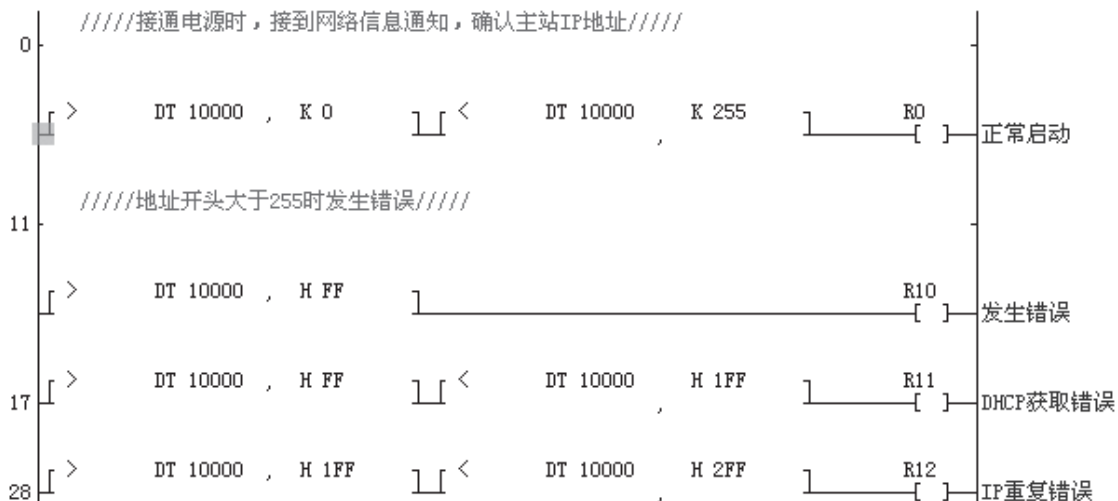 /////接通电源时，接到网络信息通知，确认主站IP地址/////
0
> DT 10000 , K 0 < DT 10000 , K 255 R0
正常启动
/////地址开头大于255时发生错误/////
11
> DT 10000 , H FF R10
发生错误
> DT 10000 , H FF < DT 10000 , H 1FF R11
17 DHCP获取错误
> DT 10000 , H 1FF < DT 10000 , H 2FF R12
28 IP重复错误